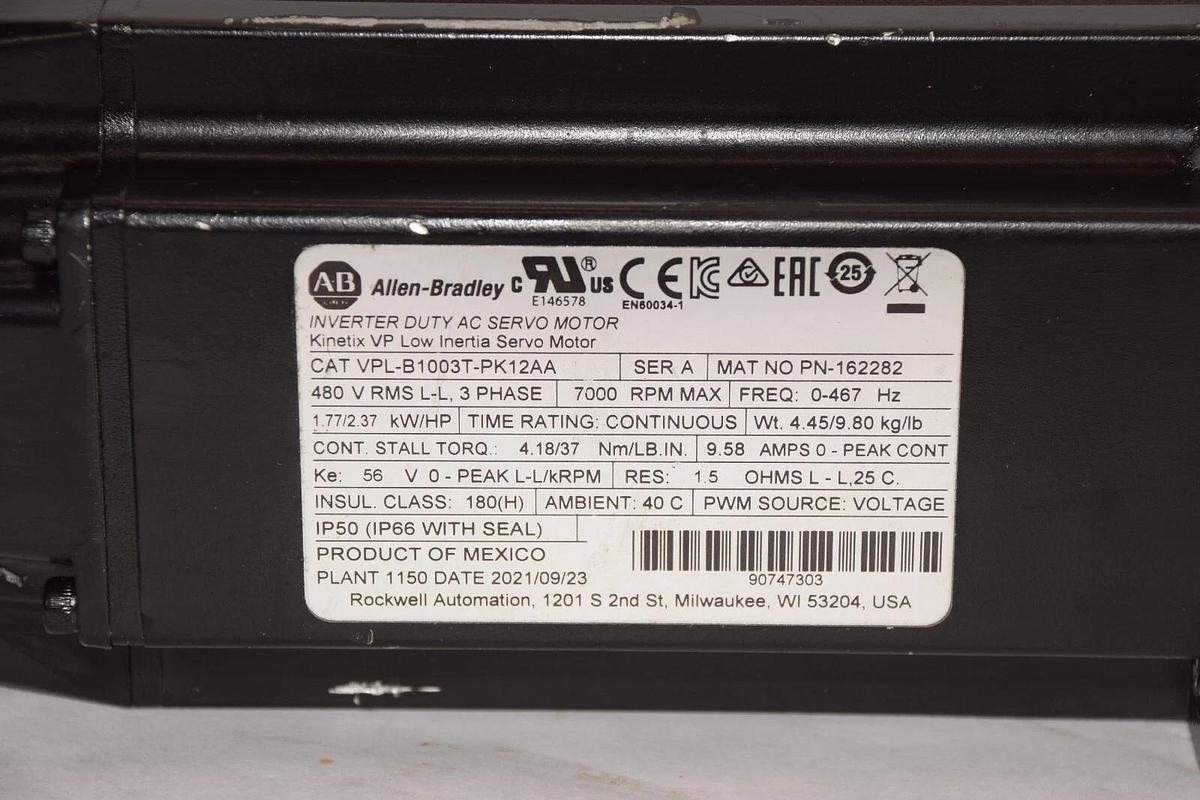 AB Allen-Bradley c RU® US CE KC EAC 25
E146578 EN60034-1
INVERTER DUTY AC SERVO MOTOR
Kinetix VP Low Inertia Servo Motor
CAT VPL-B1003T-PK12AA SER A MAT NO PN-162282
480 V RMS L-L, 3 PHASE 7000 RPM MAX FREQ: 0-467 Hz
1.77/2.37 kW/HP TIME RATING: CONTINUOUS Wt. 4.45/9.80 kg/lb
CONT. STALL TORQ.: 4.18/37 Nm/LB.IN. 9.58 AMPS 0 - PEAK CONT
Ke: 56 V 0 - PEAK L-L/kRPM RES: 1.5 OHMS L - L,25 C.
INSUL. CLASS: 180(H) AMBIENT: 40 C PWM SOURCE: VOLTAGE
IP50 (IP66 WITH SEAL)
PRODUCT OF MEXICO
PLANT 1150 DATE 2021/09/23 90747303
Rockwell Automation, 1201 S 2nd St, Milwaukee, WI 53204, USA